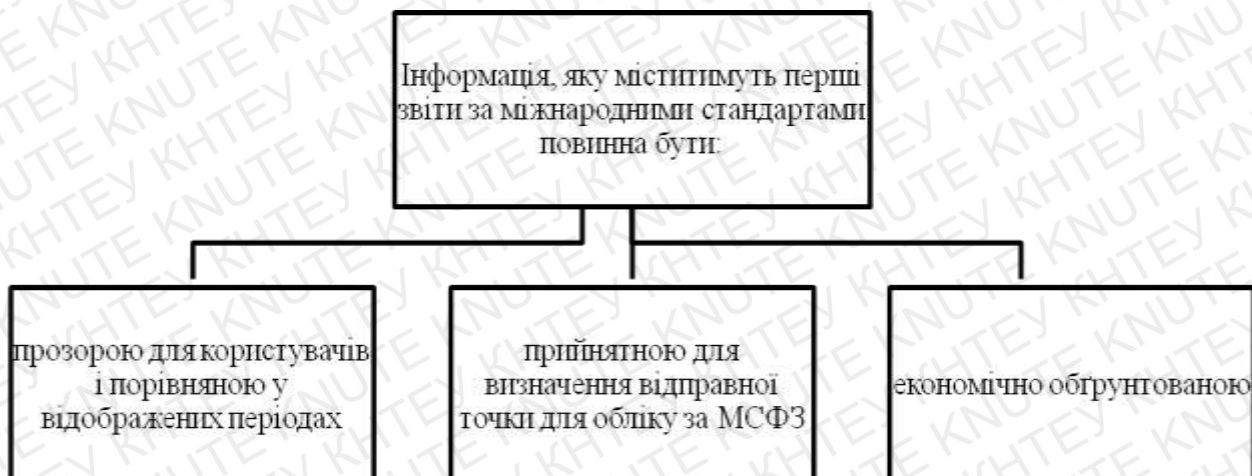 Інформація, яку міститимуть перші
звіти за міжнародними стандартами
повинна бути:
прозорою для користувачів
і порівняною у
відображених періодах
прийнятною для
визначення відправної
точки для обліку за МСФЗ
економічно обґрунтованою